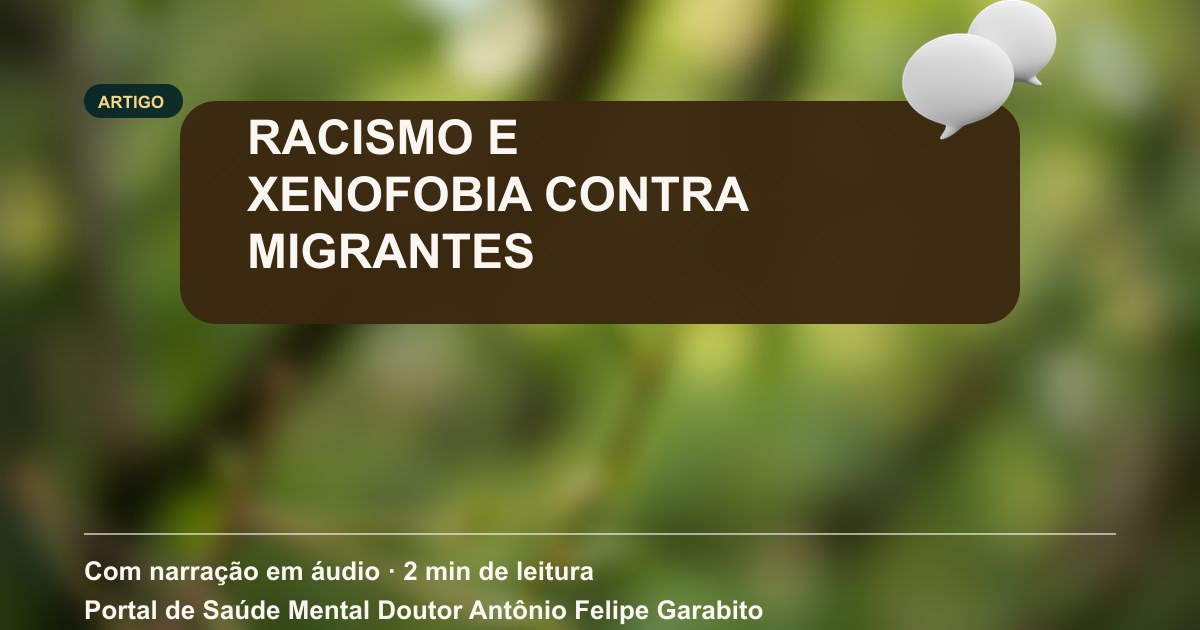 ARTIGO
RACISMO E
XENOFOBIA CONTRA
MIGRANTES
Com narração em áudio · 2 min de leitura
Portal de Saúde Mental Doutor Antônio Felipe Garabito